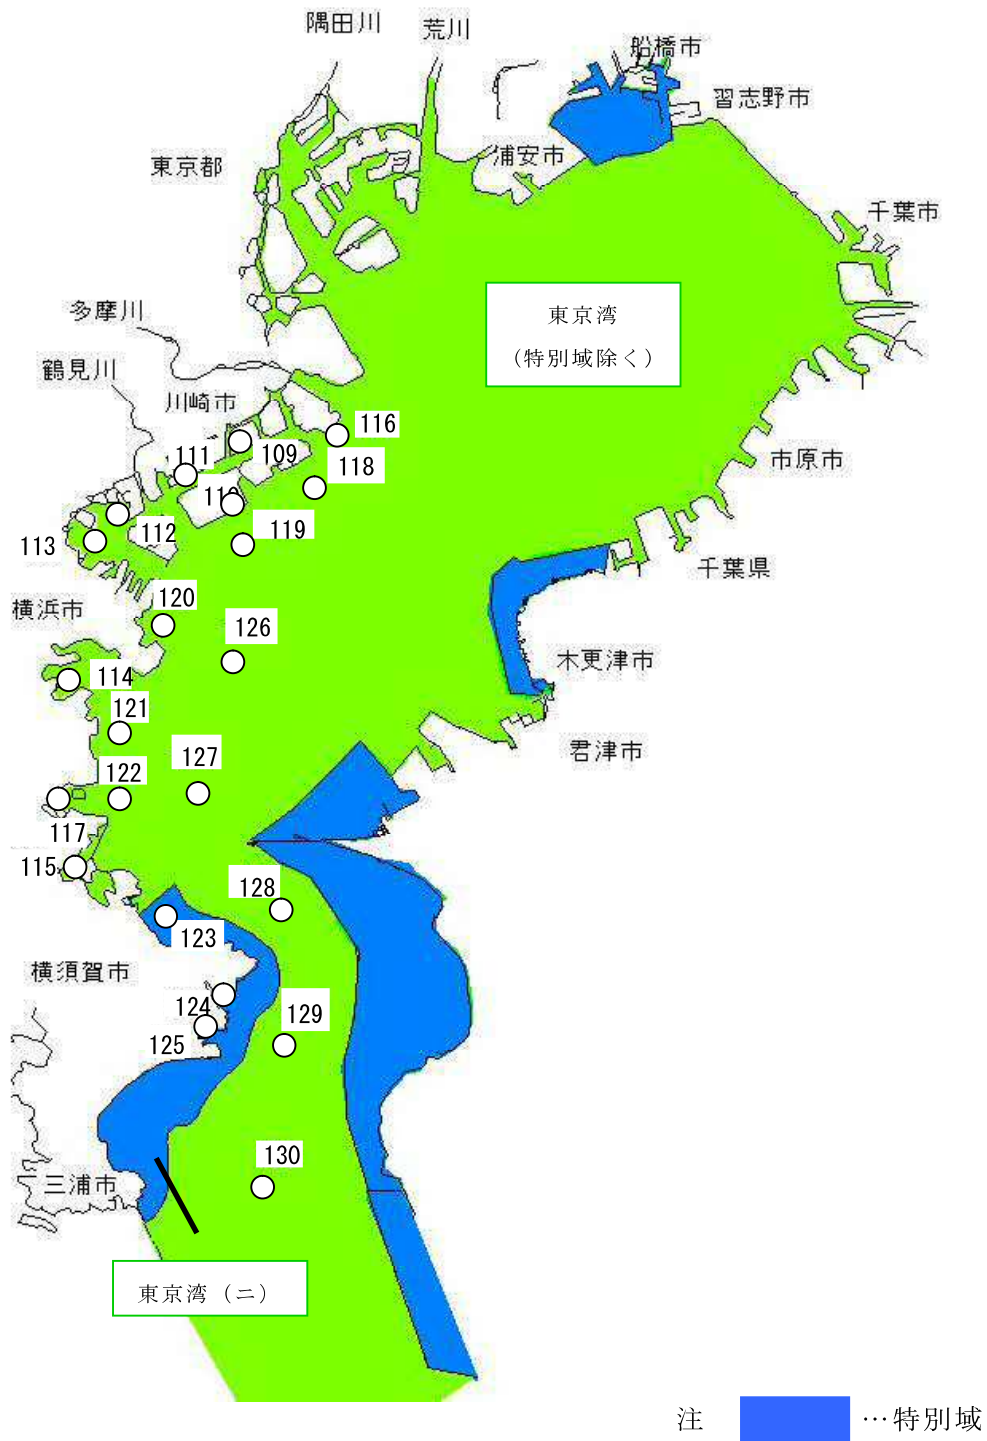 隅田川
荒川
船橋市
習志野市
浦安市
東京都
千葉市
東京湾
（特別域除く）
多摩川
鶴見川
川崎市
116
109
111
118
110
112
119
113
市原市
千葉県
120
横浜市
126
114
木更津市
121
君津市
127
122
117
115
128
123
横須賀市
124
129
125
130
三浦市
東京湾（ニ）
注
…特別域